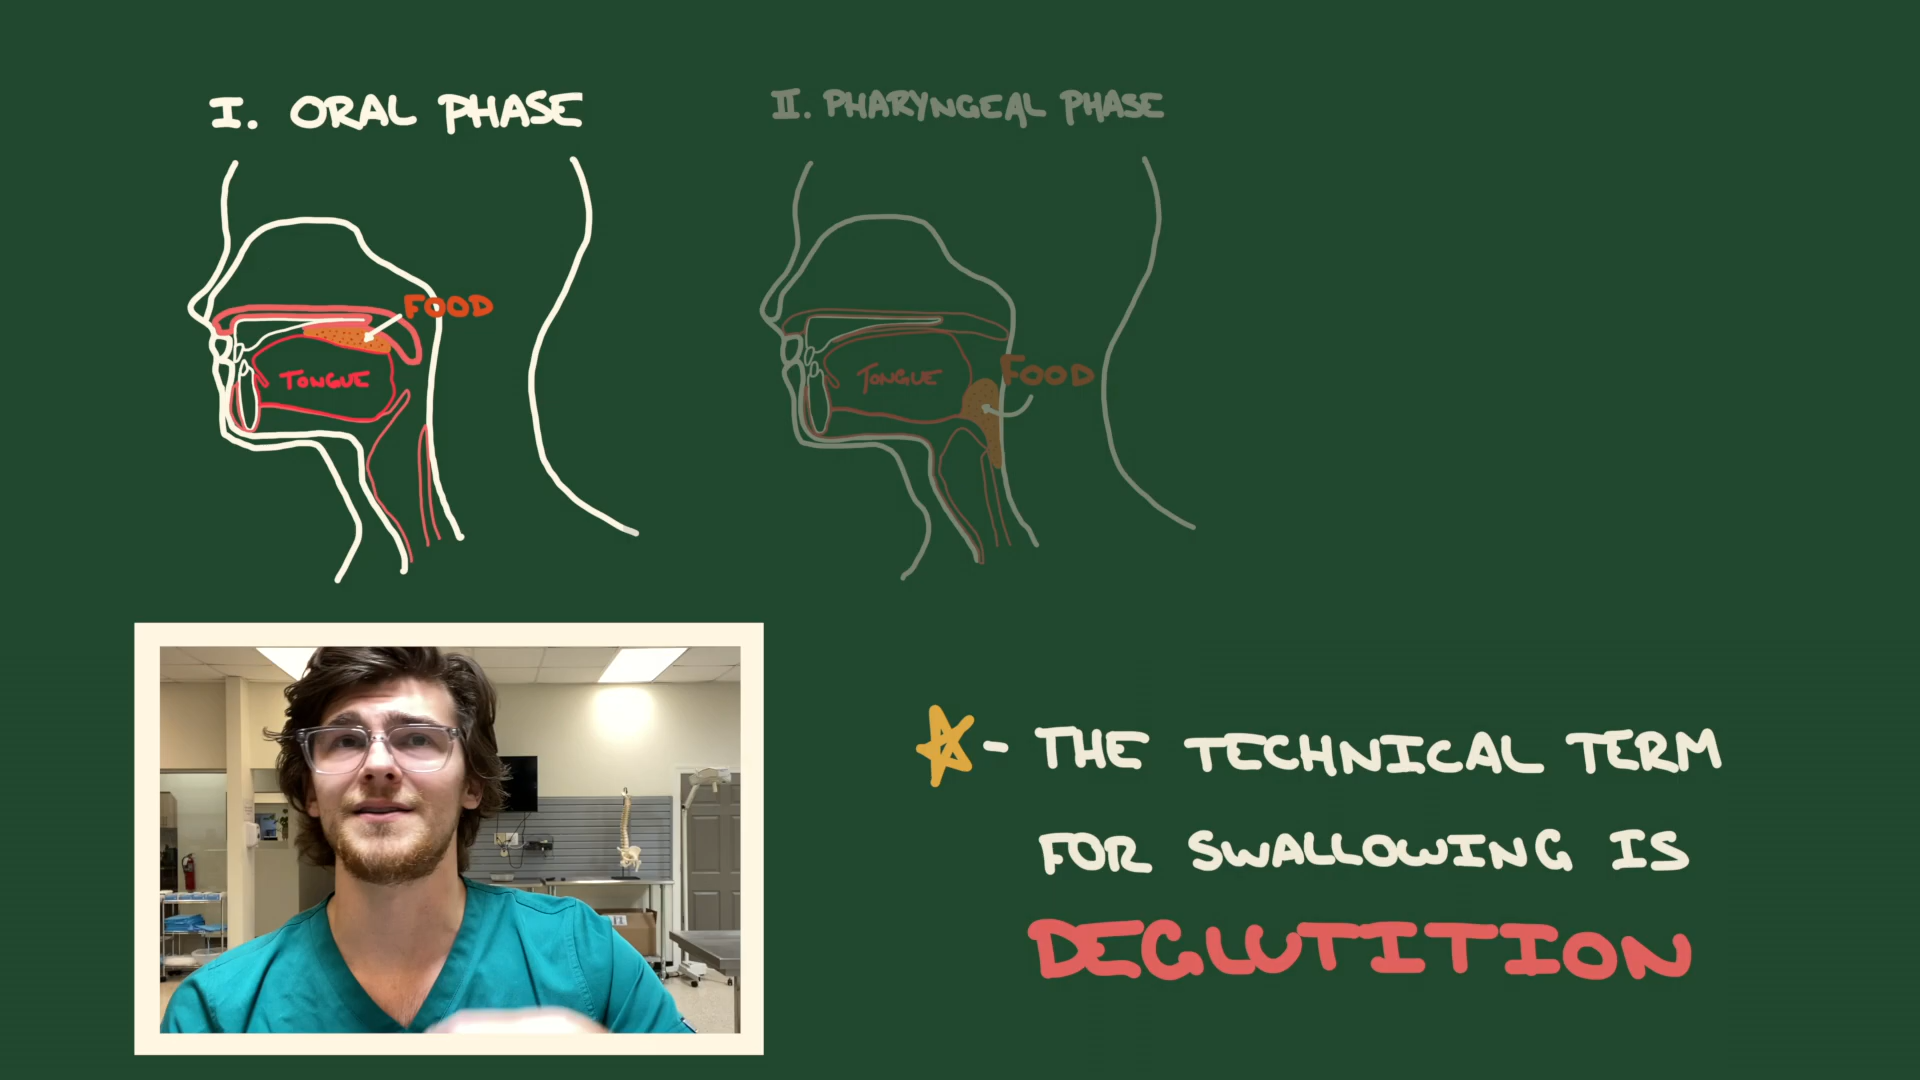 I. ORAL PHASE
FOOD
TONGUE
II. PHARYNGEAL PHASE
TONGUE
FOOD
- THE TECHNICAL TERM
FOR SWALLOWING IS
DEGLUTITION